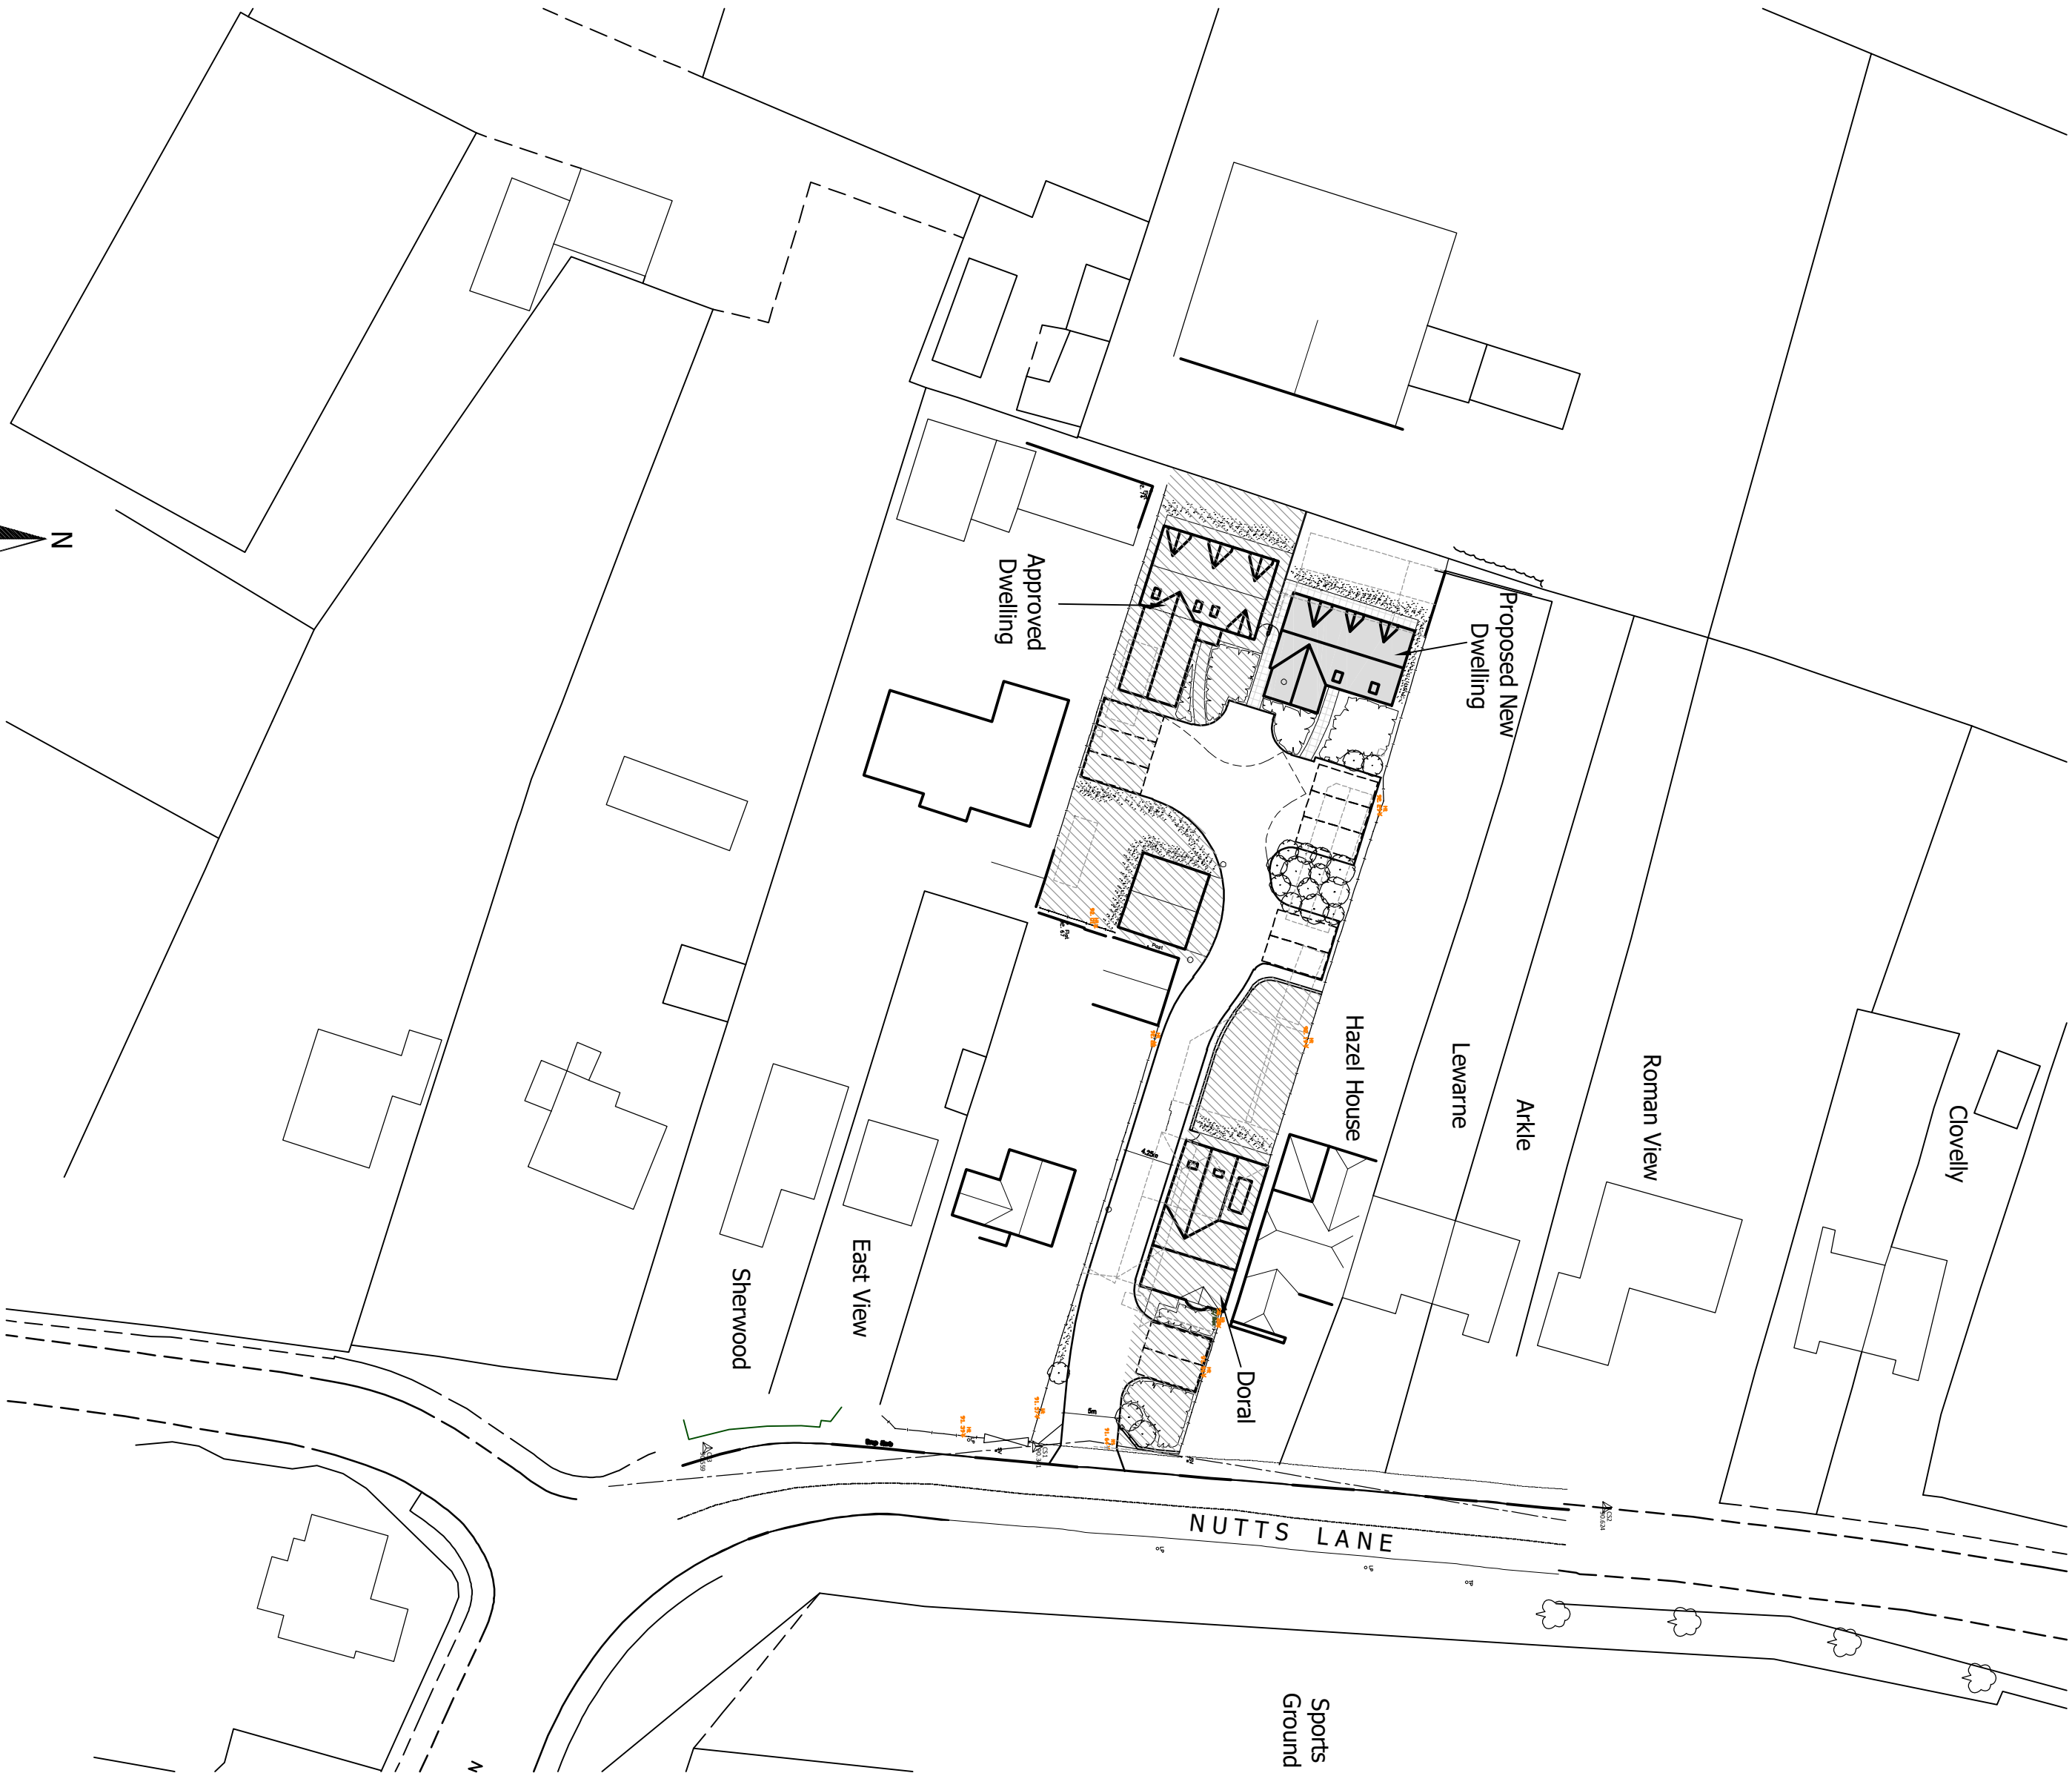 N
Approved
Dwelling
Proposed New
Dwelling
Hazel House
Lewarne
Arkle
Roman View
Clovelly
Sherwood
East View
Doral
4.25m
5m
NUTTS LANE
Sports
Ground